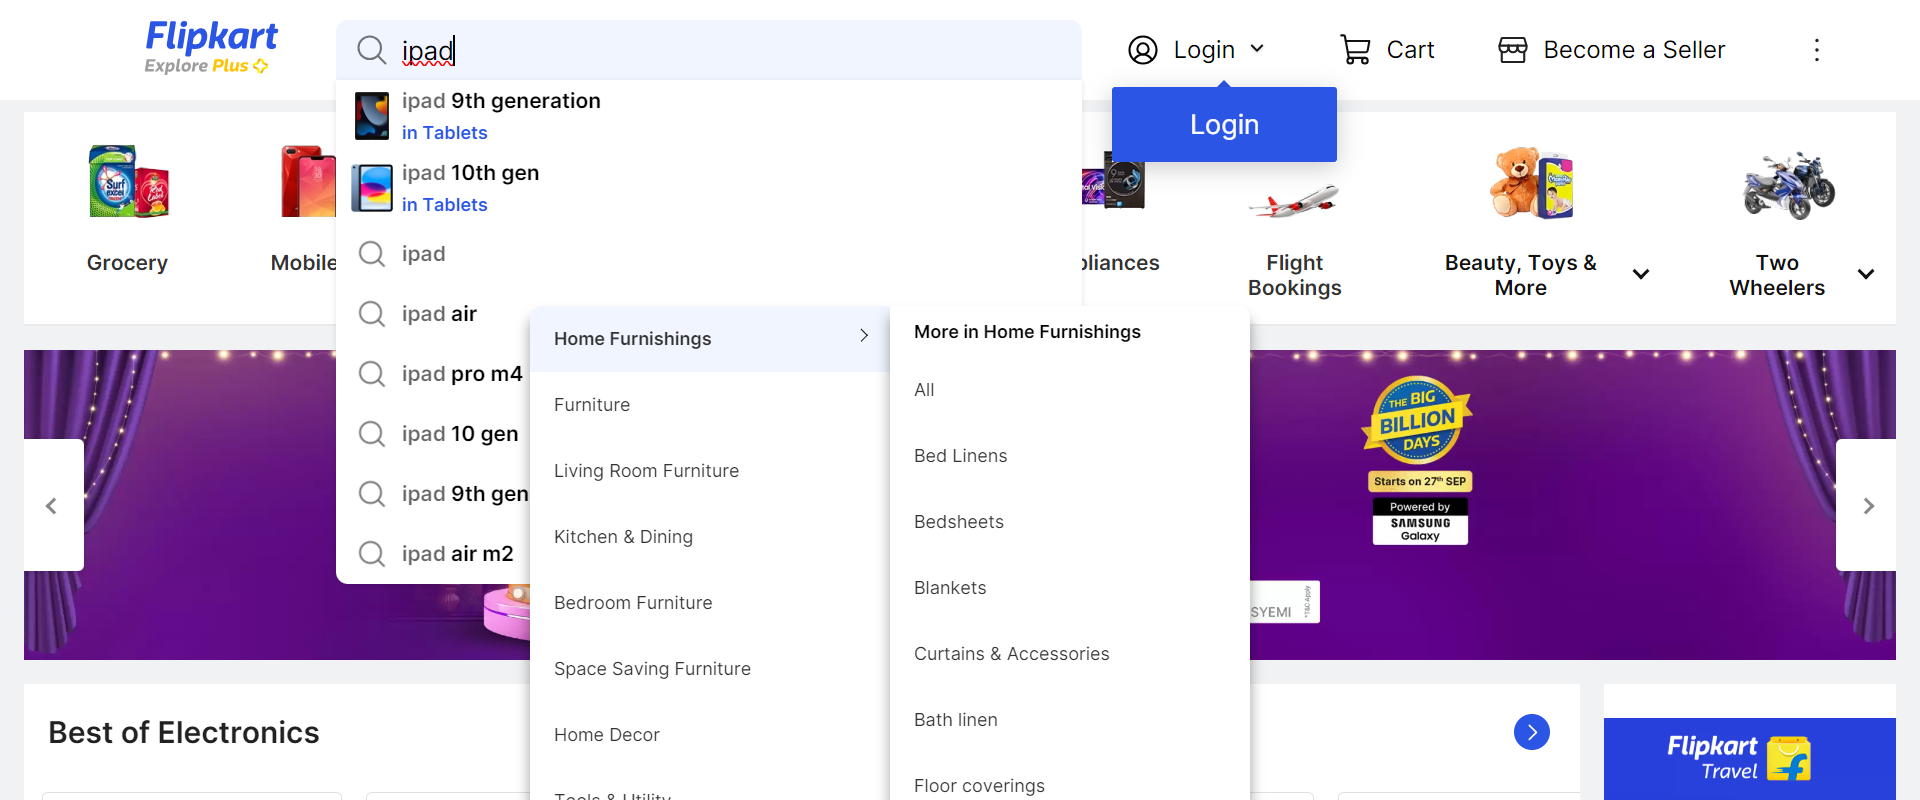 Flipkart
Explore Plus
ipad
Login
Cart
Become a Seller
Login
ipad 9th generation
in Tablets
ipad 10th gen
in Tablets
ipad
ipad air
ipad pro m4
ipad 10 gen
ipad 9th gen
ipad air m2
Surf
excel
Grocery
Mobile
pliances
Flight
Bookings
Beauty, Toys &
More
Two
Wheelers
Home Furnishings
Furniture
Living Room Furniture
Kitchen & Dining
Bedroom Furniture
Space Saving Furniture
Home Decor
Tools & Utility
More in Home Furnishings
All
Bed Linens
Bedsheets
Blankets
Curtains & Accessories
Bath linen
Floor coverings
THE BIG
BILLION
DAYS
Starts on 27th SEP
Powered by
SAMSUNG
Galaxy
SYEMI
*T&C Apply
Best of Electronics
Flipkart
Travel